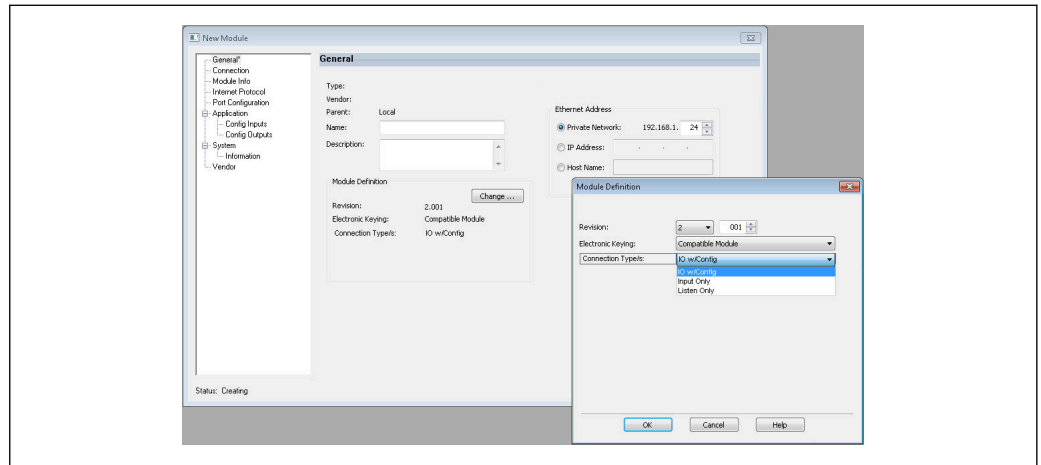 New Module
General*
Connection
Module Info
Internet Protocol
Port Configuration
Application
Config Inputs
Config Outputs
System
Information
Vendor
Status: Creating
General
Type:
Vendor:
Parent: Local
Name:
Description:
Module Definition
Change ...
Revision: 2.001
Electronic Keying: Compatible Module
Connection Type/s: IO w/Config
Ethernet Address
Private Network: 192.168.1. 24
IP Address: . . .
Host Name:
Module Definition
Revision: 2 001
Electronic Keying: Compatible Module
Connection Type/s: IO w/Config
IO w/Config
Input Only
Listen Only
OK Cancel Help